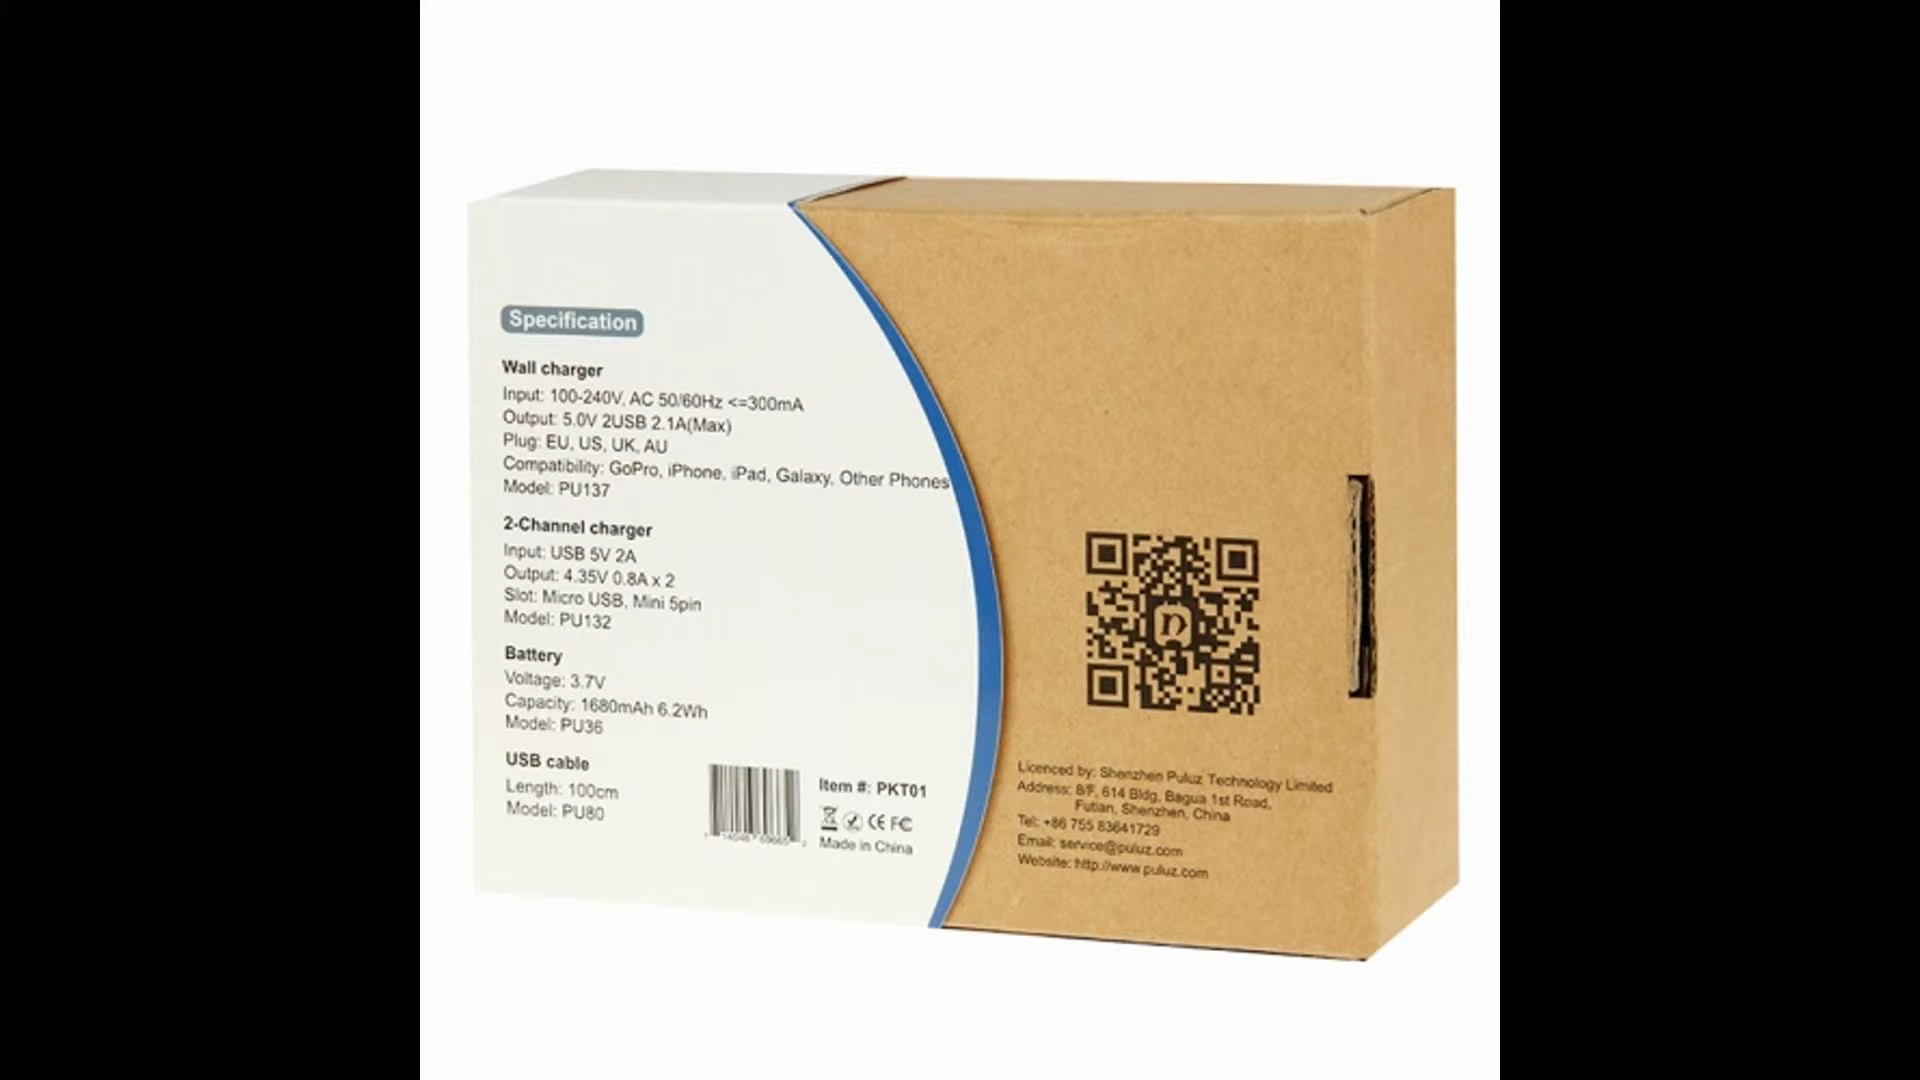 Specification
Wall charger
Input: 100-240V, AC 50/60Hz <=300mA
Output: 5.0V 2USB 2.1A(Max)
Plug: EU, US, UK, AU
Compatibility: GoPro, iPhone, iPad, Galaxy, Other Phones
Model: PU137
2-Channel charger
Input: USB 5V 2A
Output: 4.35V 0.8A x 2
Slot: Micro USB, Mini 5pin
Model: PU132
Battery
Voltage: 3.7V
Capacity: 1680mAh 6.2Wh
Model: PU36
USB cable
Length: 100cm
Model: PU80
Item #: PKT01
CE FC
Made in China
Licenced by: Shenzhen Puluz Technology Limited
Address: 8/F, 614 Bldg, Bagua 1st Road,
Futian, Shenzhen, China
Tel: +86 755 83641729
Email: service@puluz.com
Website: http://www.puluz.com